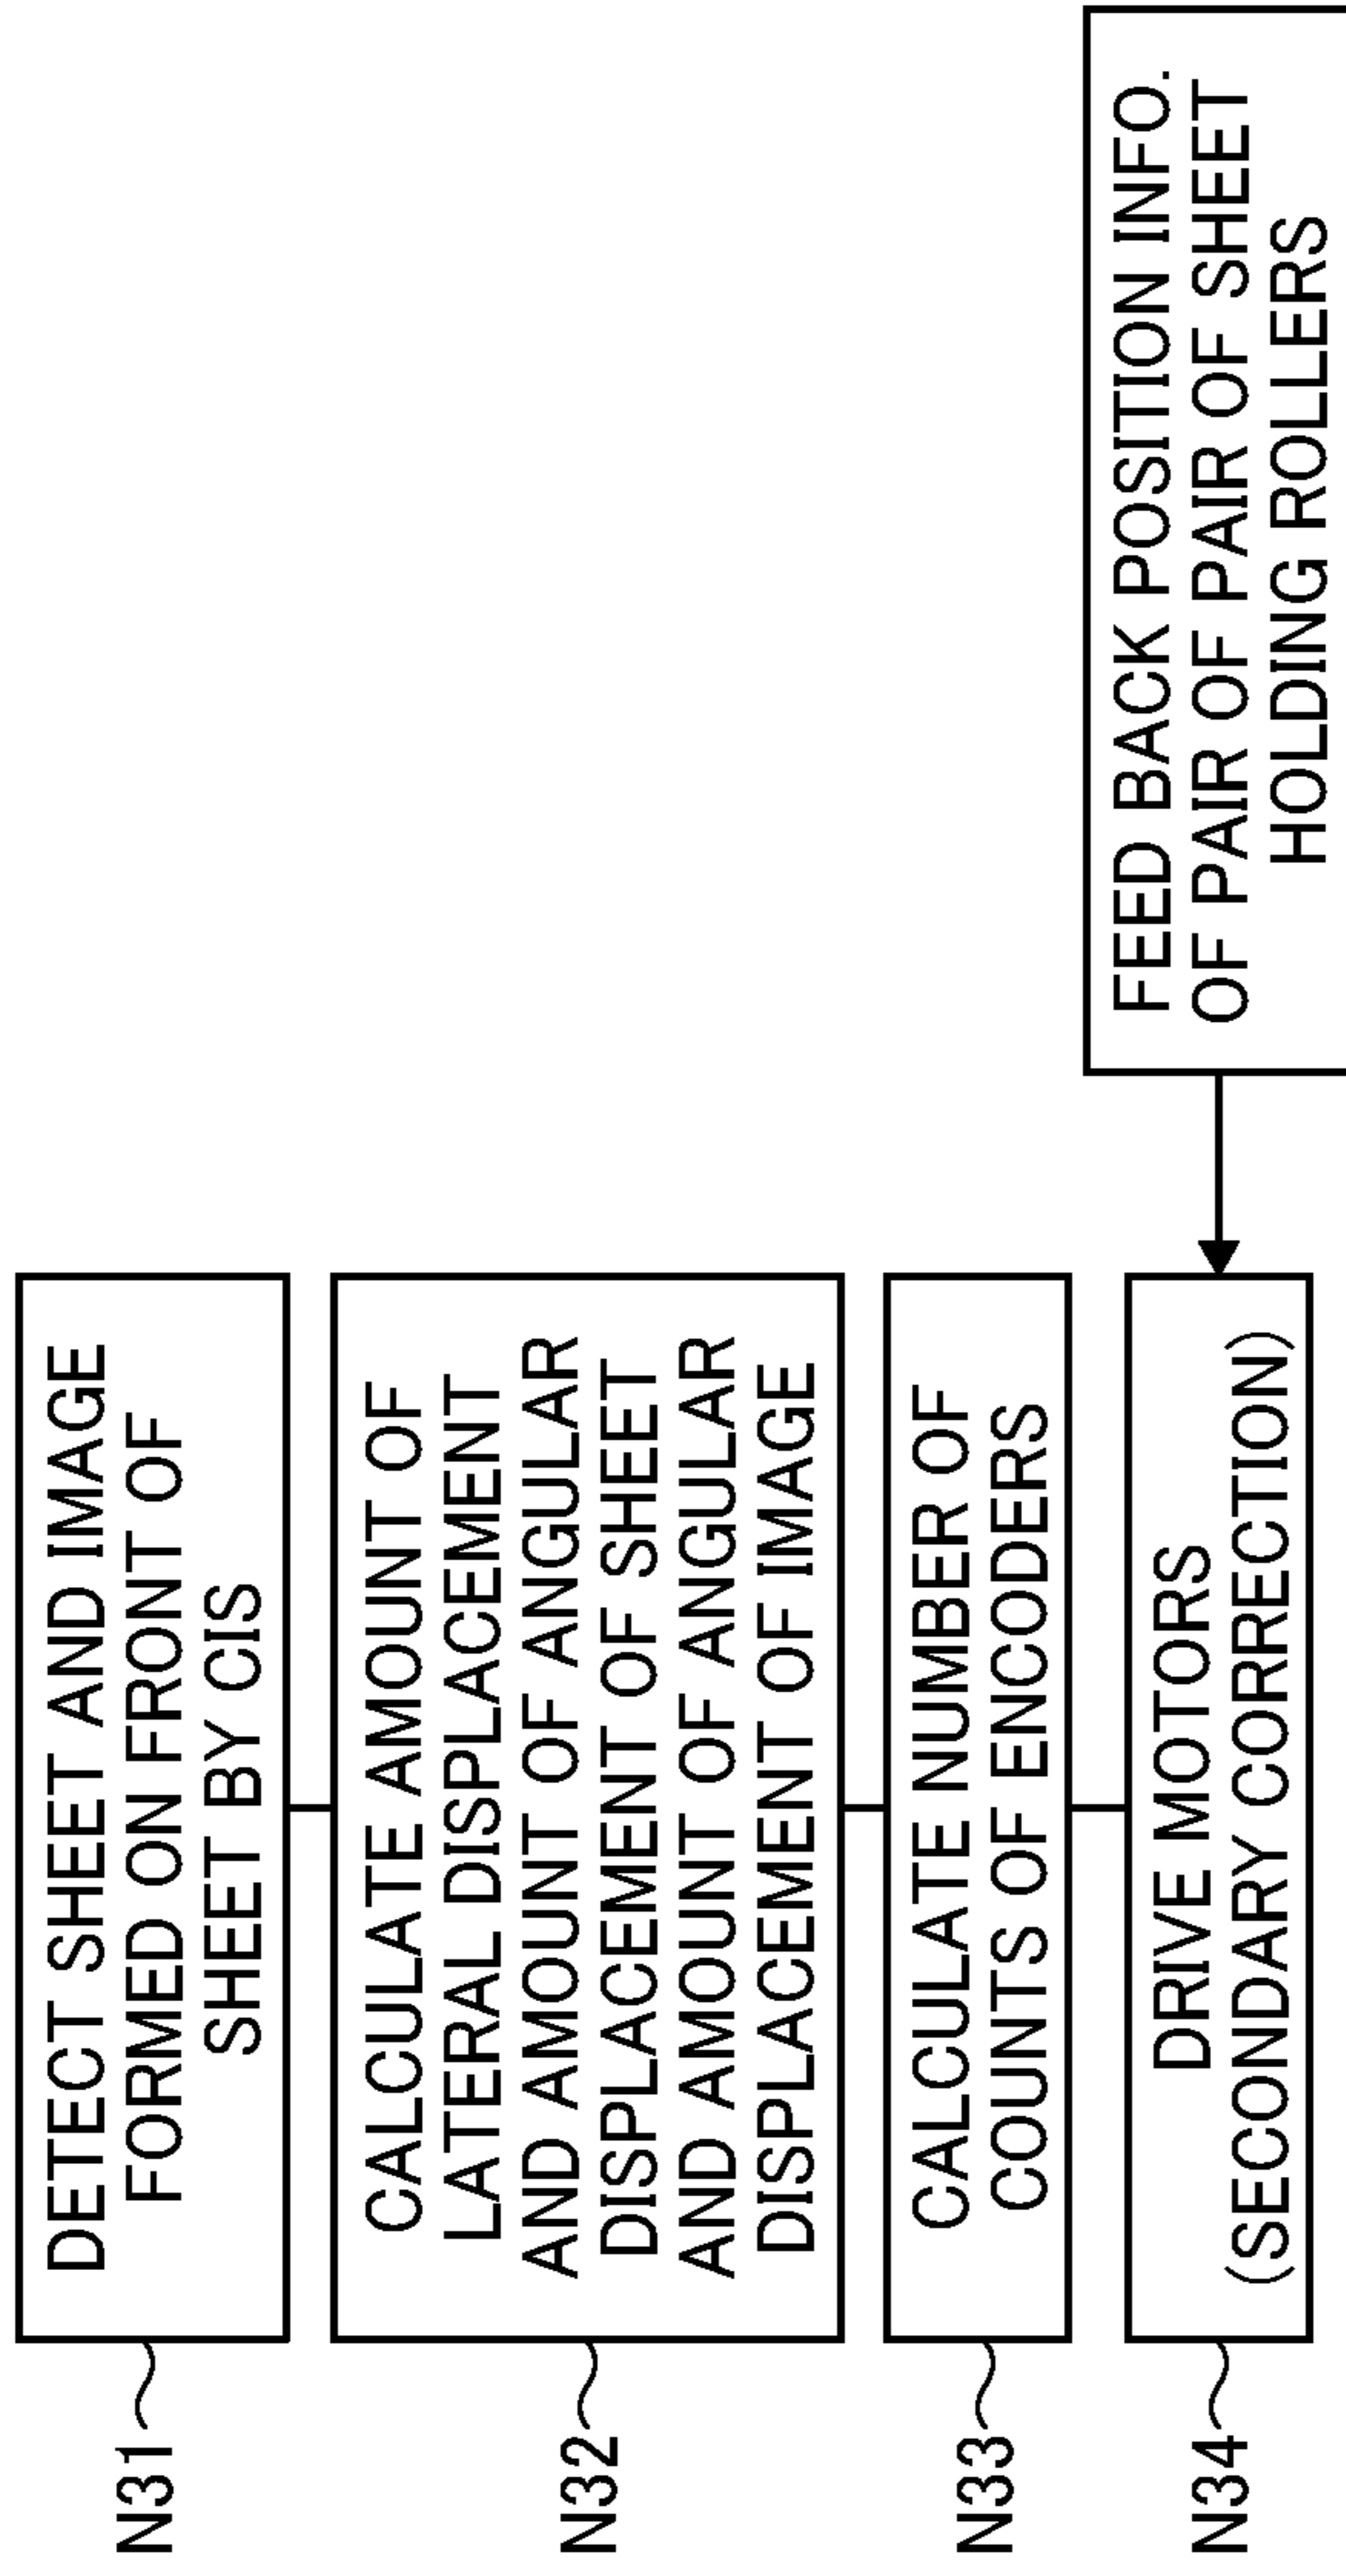 N31
DETECT SHEET AND IMAGE
FORMED ON FRONT OF
SHEET BY CIS
N32
CALCULATE AMOUNT OF
LATERAL DISPLACEMENT
AND AMOUNT OF ANGULAR
DISPLACEMENT OF SHEET
AND AMOUNT OF ANGULAR
DISPLACEMENT OF IMAGE
N33
CALCULATE NUMBER OF
COUNTS OF ENCODERS
N34
DRIVE MOTORS
(SECONDARY CORRECTION)
FEED BACK POSITION INFO.
OF PAIR OF PAIR OF SHEET
HOLDING ROLLERS